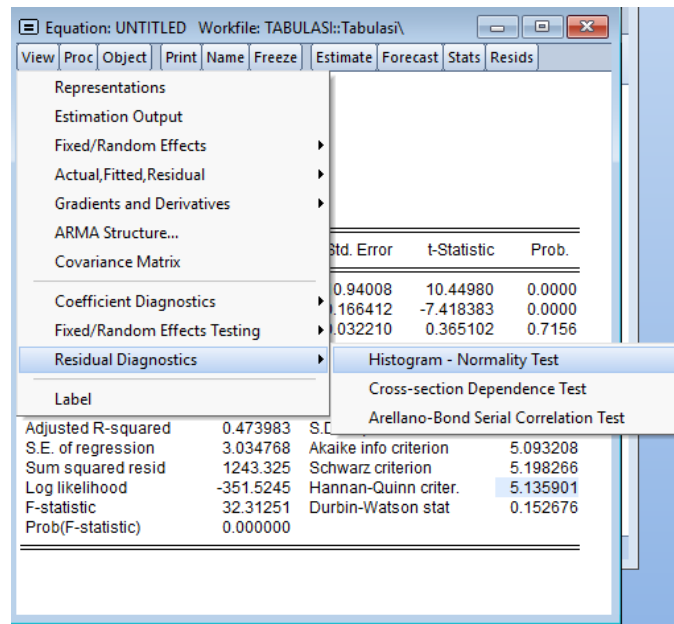 Equation: UNTITLED Workfile: TABULASI::Tabulasi\
View Proc Object Print Name Freeze Estimate Forecast Stats Resids
Representations
Estimation Output
Fixed/Random Effects
Actual,Fitted,Residual
Gradients and Derivatives
ARMA Structure...
Covariance Matrix
Coefficient Diagnostics
Fixed/Random Effects Testing
Residual Diagnostics
Label
Std. Error t-Statistic Prob.
0.94008 10.44980 0.0000
.166412 -7.418383 0.0000
.032210 0.365102 0.7156
Histogram - Normality Test
Cross-section Dependence Test
Arellano-Bond Serial Correlation Test
Adjusted R-squared 0.473983 S.D.
S.E. of regression 3.034768 Akaike info criterion 5.093208
Sum squared resid 1243.325 Schwarz criterion 5.198266
Log likelihood -351.5245 Hannan-Quinn criter. 5.135901
F-statistic 32.31251 Durbin-Watson stat 0.152676
Prob(F-statistic) 0.000000